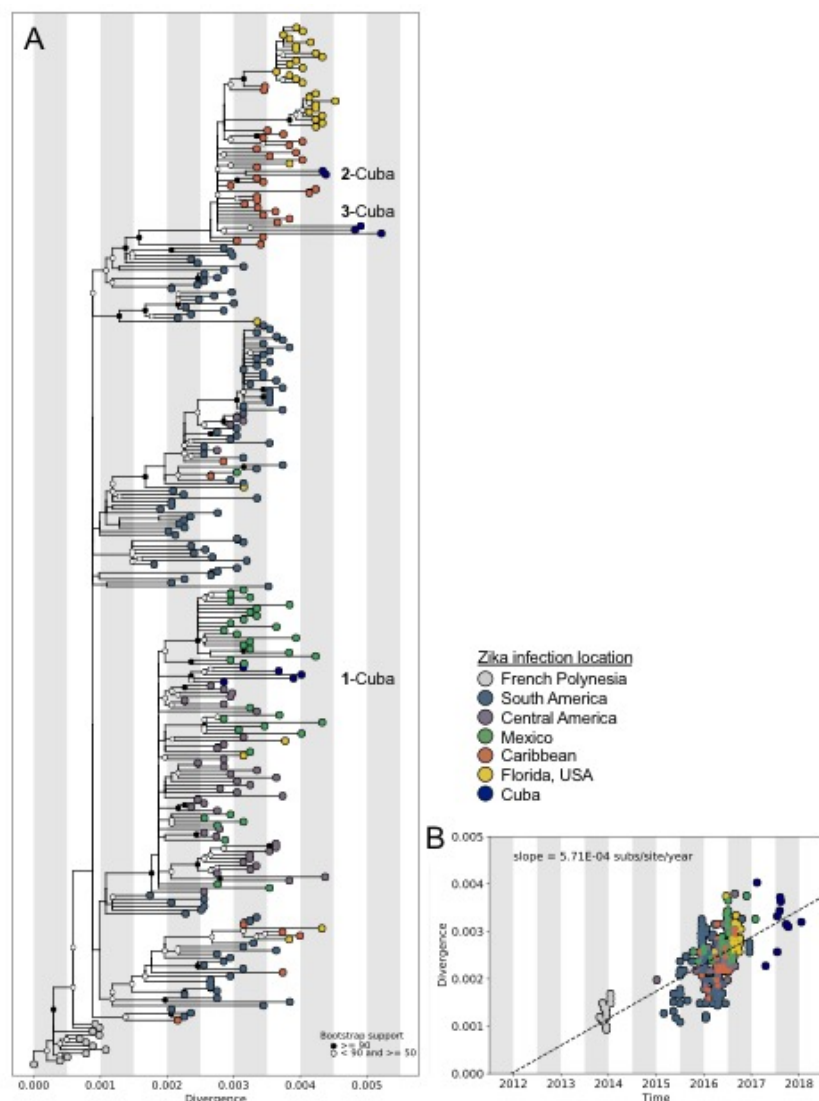 A
2-Cuba
3-Cuba
1-Cuba
Bootstrap support
>= 90
< 90 and >= 50
0.000 0.001 0.002 0.003 0.004 0.005
Divergence
Zika infection location
French Polynesia
South America
Central America
Mexico
Caribbean
Florida, USA
Cuba
B
slope = 5.71E-04 subs/site/year
0.005
0.004
0.003
0.002
0.001
0.000
Divergence
2012 2013 2014 2015 2016 2017 2018
Time